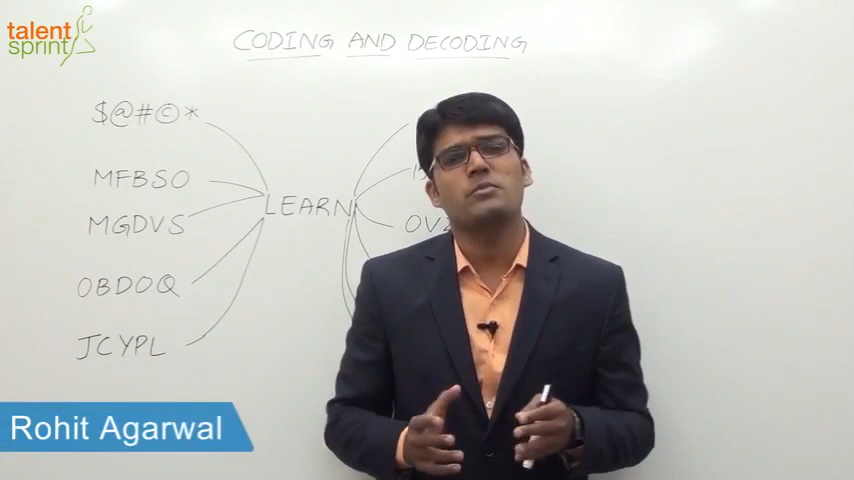 talent
sprint
CODING AND DECODING
$@#©*
MFBSO
LEARN
MGDVS
OBDOQ
JCYPL
Rohit Agarwal